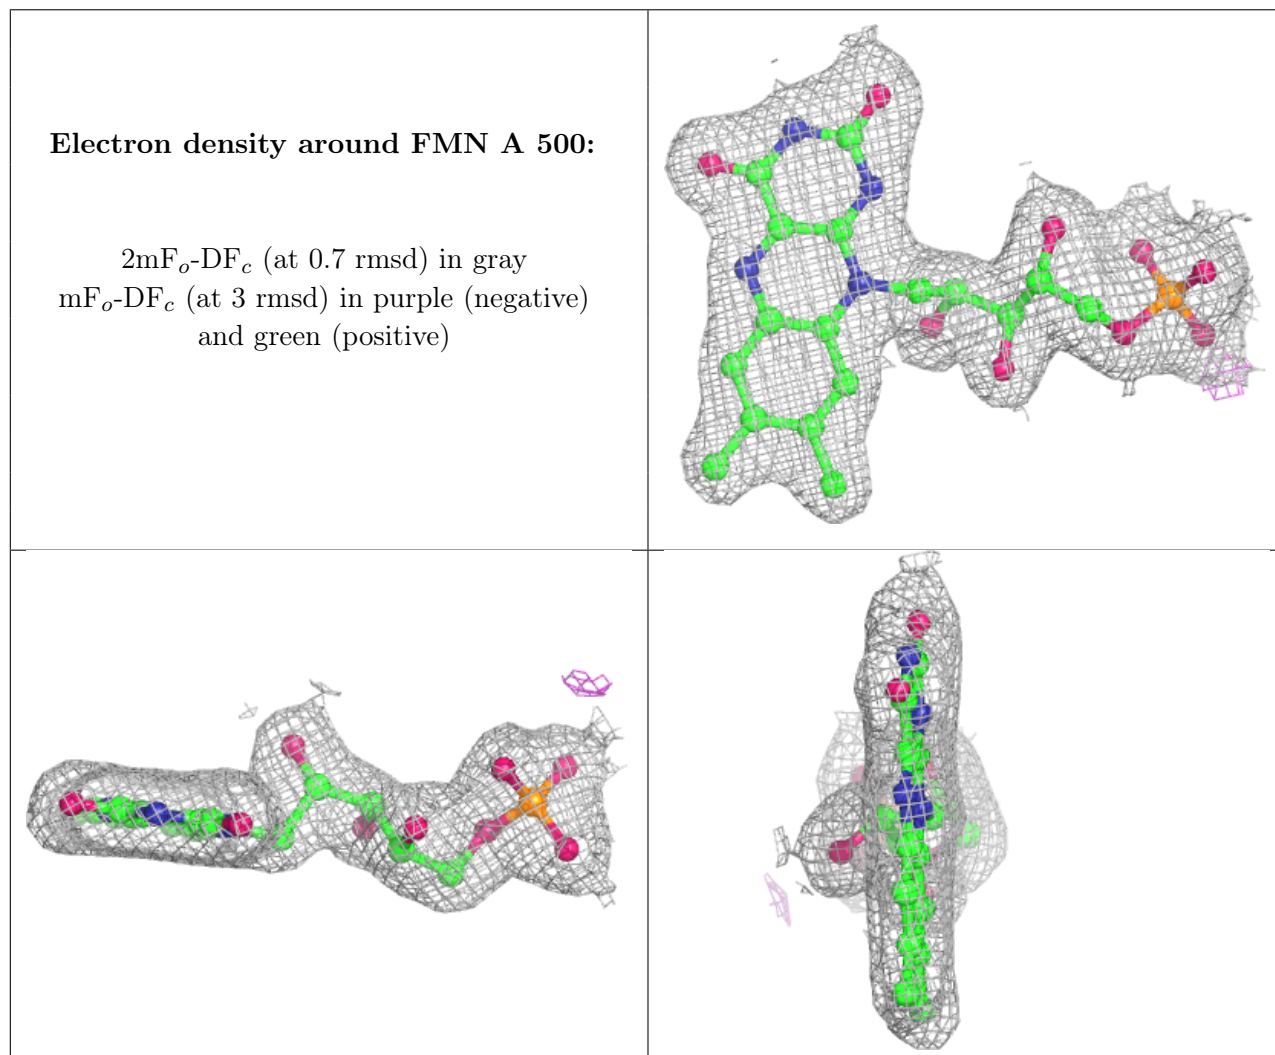 Electron density around FMN A 500:
2mFo-DFc (at 0.7 rmsd) in gray
mFo-DFc (at 3 rmsd) in purple (negative)
and green (positive)